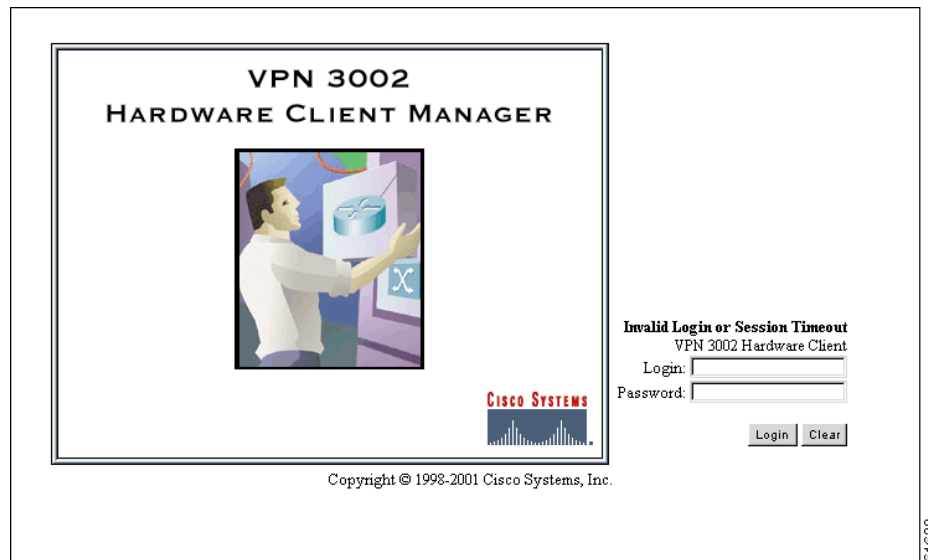 VPN 3002
HARDWARE CLIENT MANAGER
CISCO SYSTEMS
Invalid Login or Session Timeout
VPN 3002 Hardware Client
Login:
Password:
Login Clear
Copyright © 1998-2001 Cisco Systems, Inc.